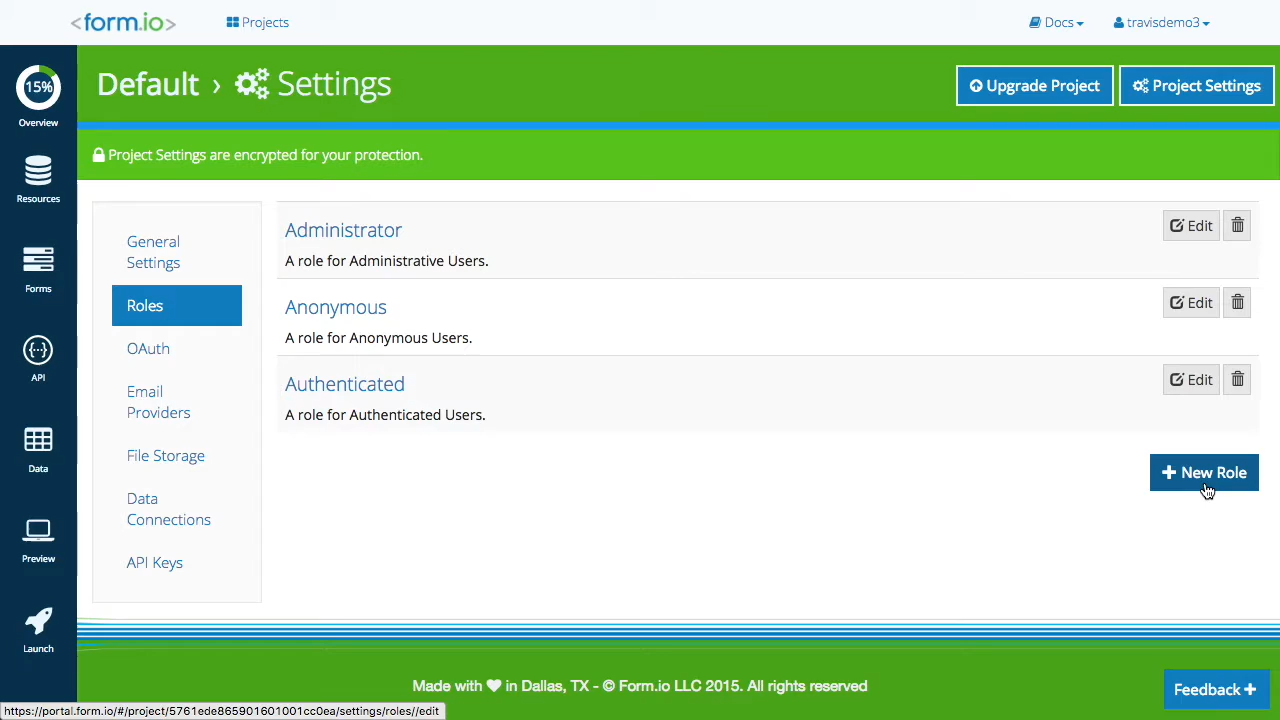 <form.io>
Projects
Docs
travisdemo3
15%
Overview
Resources
Forms
API
Data
Preview
Launch
Default › Settings
Upgrade Project
Project Settings
Project Settings are encrypted for your protection.
General
Settings
Roles
OAuth
Email
Providers
File Storage
Data
Connections
API Keys
Administrator
A role for Administrative Users.
Edit
Anonymous
A role for Anonymous Users.
Edit
Authenticated
A role for Authenticated Users.
Edit
+ New Role
Made with ❤ in Dallas, TX - © Form.io LLC 2015. All rights reserved
Feedback +
https://portal.form.io/#/project/5761ede865901601001cc0ea/settings/roles//edit